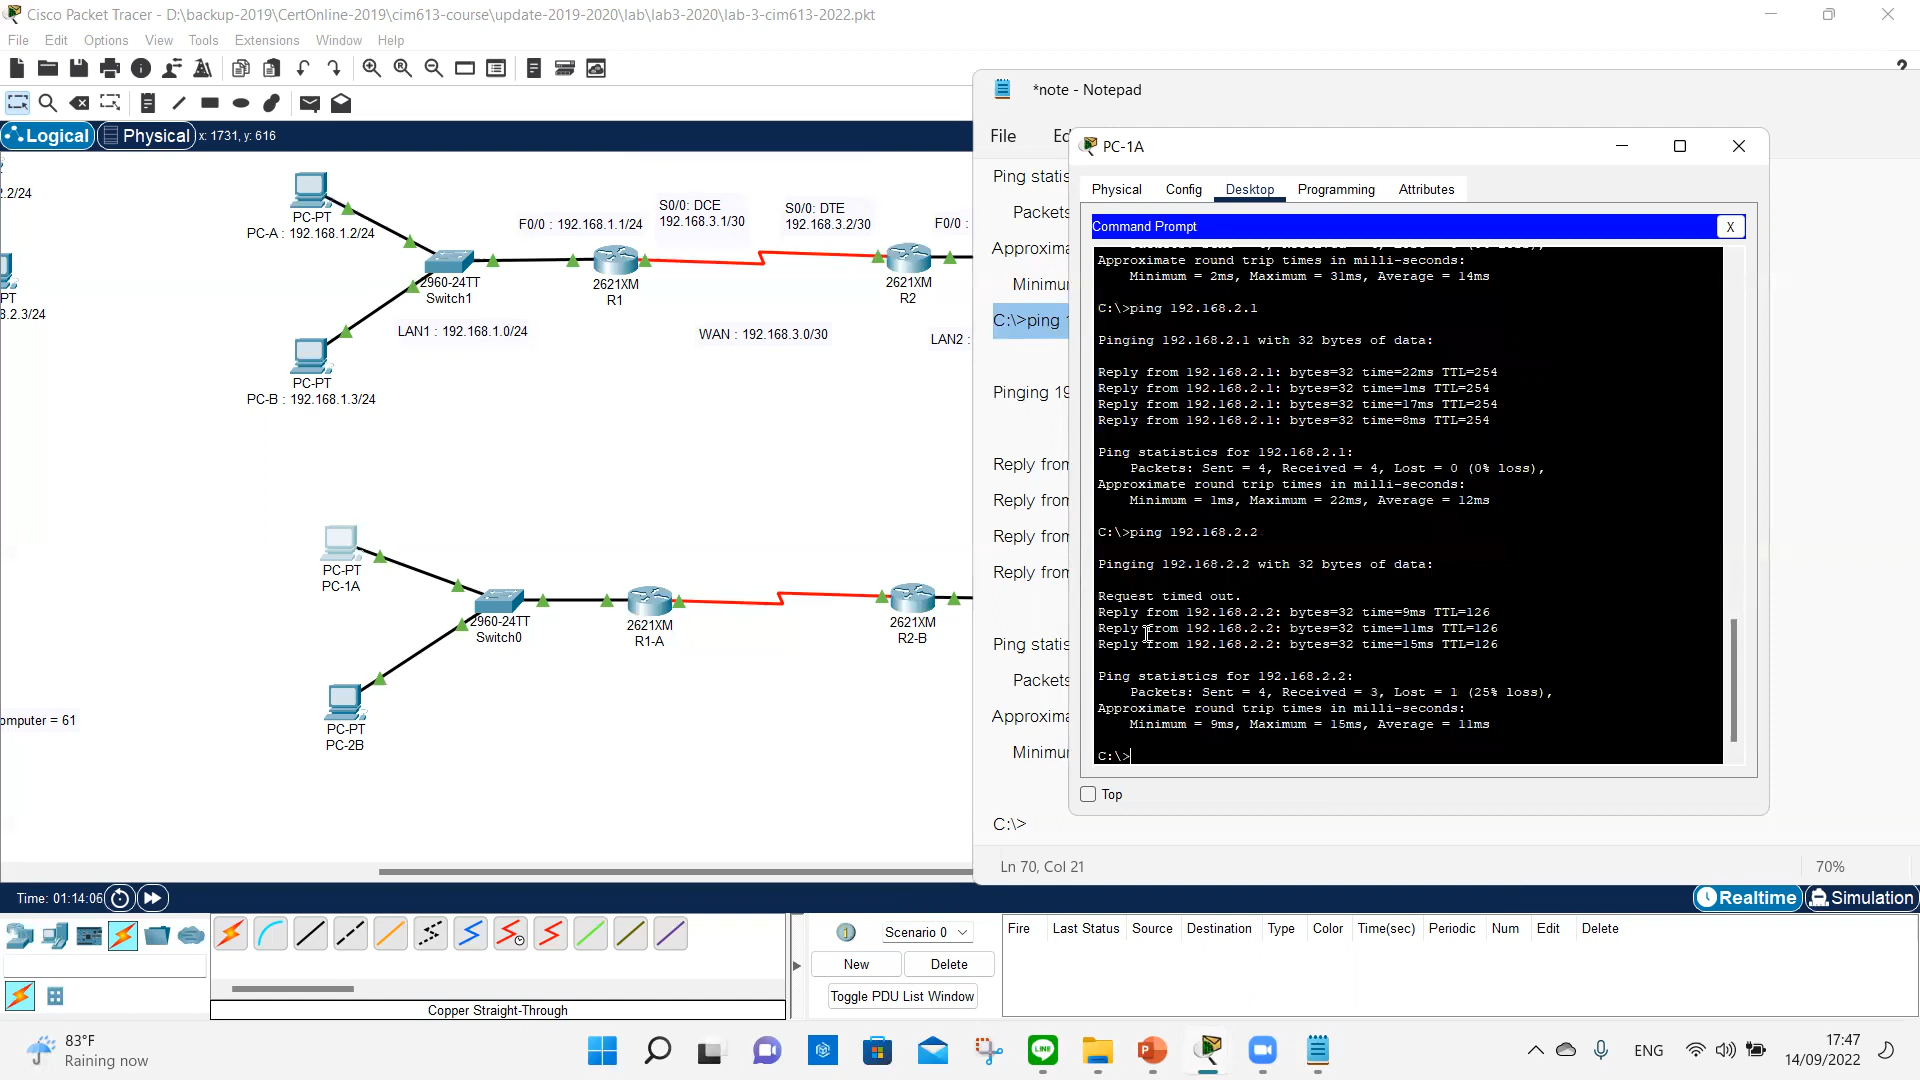 Cisco Packet Tracer - D:\backup-2019\CertOnline-2019\cim613-course\update-2019-2020\lab\lab3-2020\lab-3-cim613-2022.pkt
File Edit Options View Tools Extensions Window Help
Logical Physical x: 1731, y: 616
.2/24
PT
8.2.3/24
omputer = 61
PC-PT
PC-A : 192.168.1.2/24
2960-24TT
Switch1
F0/0 : 192.168.1.1/24
S0/0: DCE
192.168.3.1/30
S0/0: DTE
192.168.3.2/30
F0/0 :
2621XM
R1
2621XM
R2
LAN1 : 192.168.1.0/24
WAN : 192.168.3.0/30
LAN2 :
PC-PT
PC-B : 192.168.1.3/24
PC-PT
PC-1A
2960-24TT
Switch0
2621XM
R1-A
2621XM
R2-B
PC-PT
PC-2B
*note - Notepad
File Ed
Ping statis
Packets
Approxima
Minimu
C:\>ping 1
Pinging 19
Reply from
Reply from
Reply from
Reply from
Ping statis
Packets
Approxima
Minimu
C:\>
Ln 70, Col 21
70%
PC-1A
Physical Config Desktop Programming Attributes
Command Prompt
X
Approximate round trip times in milli-seconds:
Minimum = 2ms, Maximum = 31ms, Average = 14ms
C:\>ping 192.168.2.1
Pinging 192.168.2.1 with 32 bytes of data:
Reply from 192.168.2.1: bytes=32 time=22ms TTL=254
Reply from 192.168.2.1: bytes=32 time=1ms TTL=254
Reply from 192.168.2.1: bytes=32 time=17ms TTL=254
Reply from 192.168.2.1: bytes=32 time=8ms TTL=254
Ping statistics for 192.168.2.1:
Packets: Sent = 4, Received = 4, Lost = 0 (0% loss),
Approximate round trip times in milli-seconds:
Minimum = 1ms, Maximum = 22ms, Average = 12ms
C:\>ping 192.168.2.2
Pinging 192.168.2.2 with 32 bytes of data:
Request timed out.
Reply from 192.168.2.2: bytes=32 time=9ms TTL=126
Reply from 192.168.2.2: bytes=32 time=11ms TTL=126
Reply from 192.168.2.2: bytes=32 time=15ms TTL=126
Ping statistics for 192.168.2.2:
Packets: Sent = 4, Received = 3, Lost = 1 (25% loss),
Approximate round trip times in milli-seconds:
Minimum = 9ms, Maximum = 15ms, Average = 11ms
C:\>
Top
Time: 01:14:06
Realtime Simulation
Copper Straight-Through
Scenario 0
New Delete
Toggle PDU List Window
Fire Last Status Source Destination Type Color Time(sec) Periodic Num Edit Delete
83°F
Raining now
LINE
ENG
17:47
14/09/2022